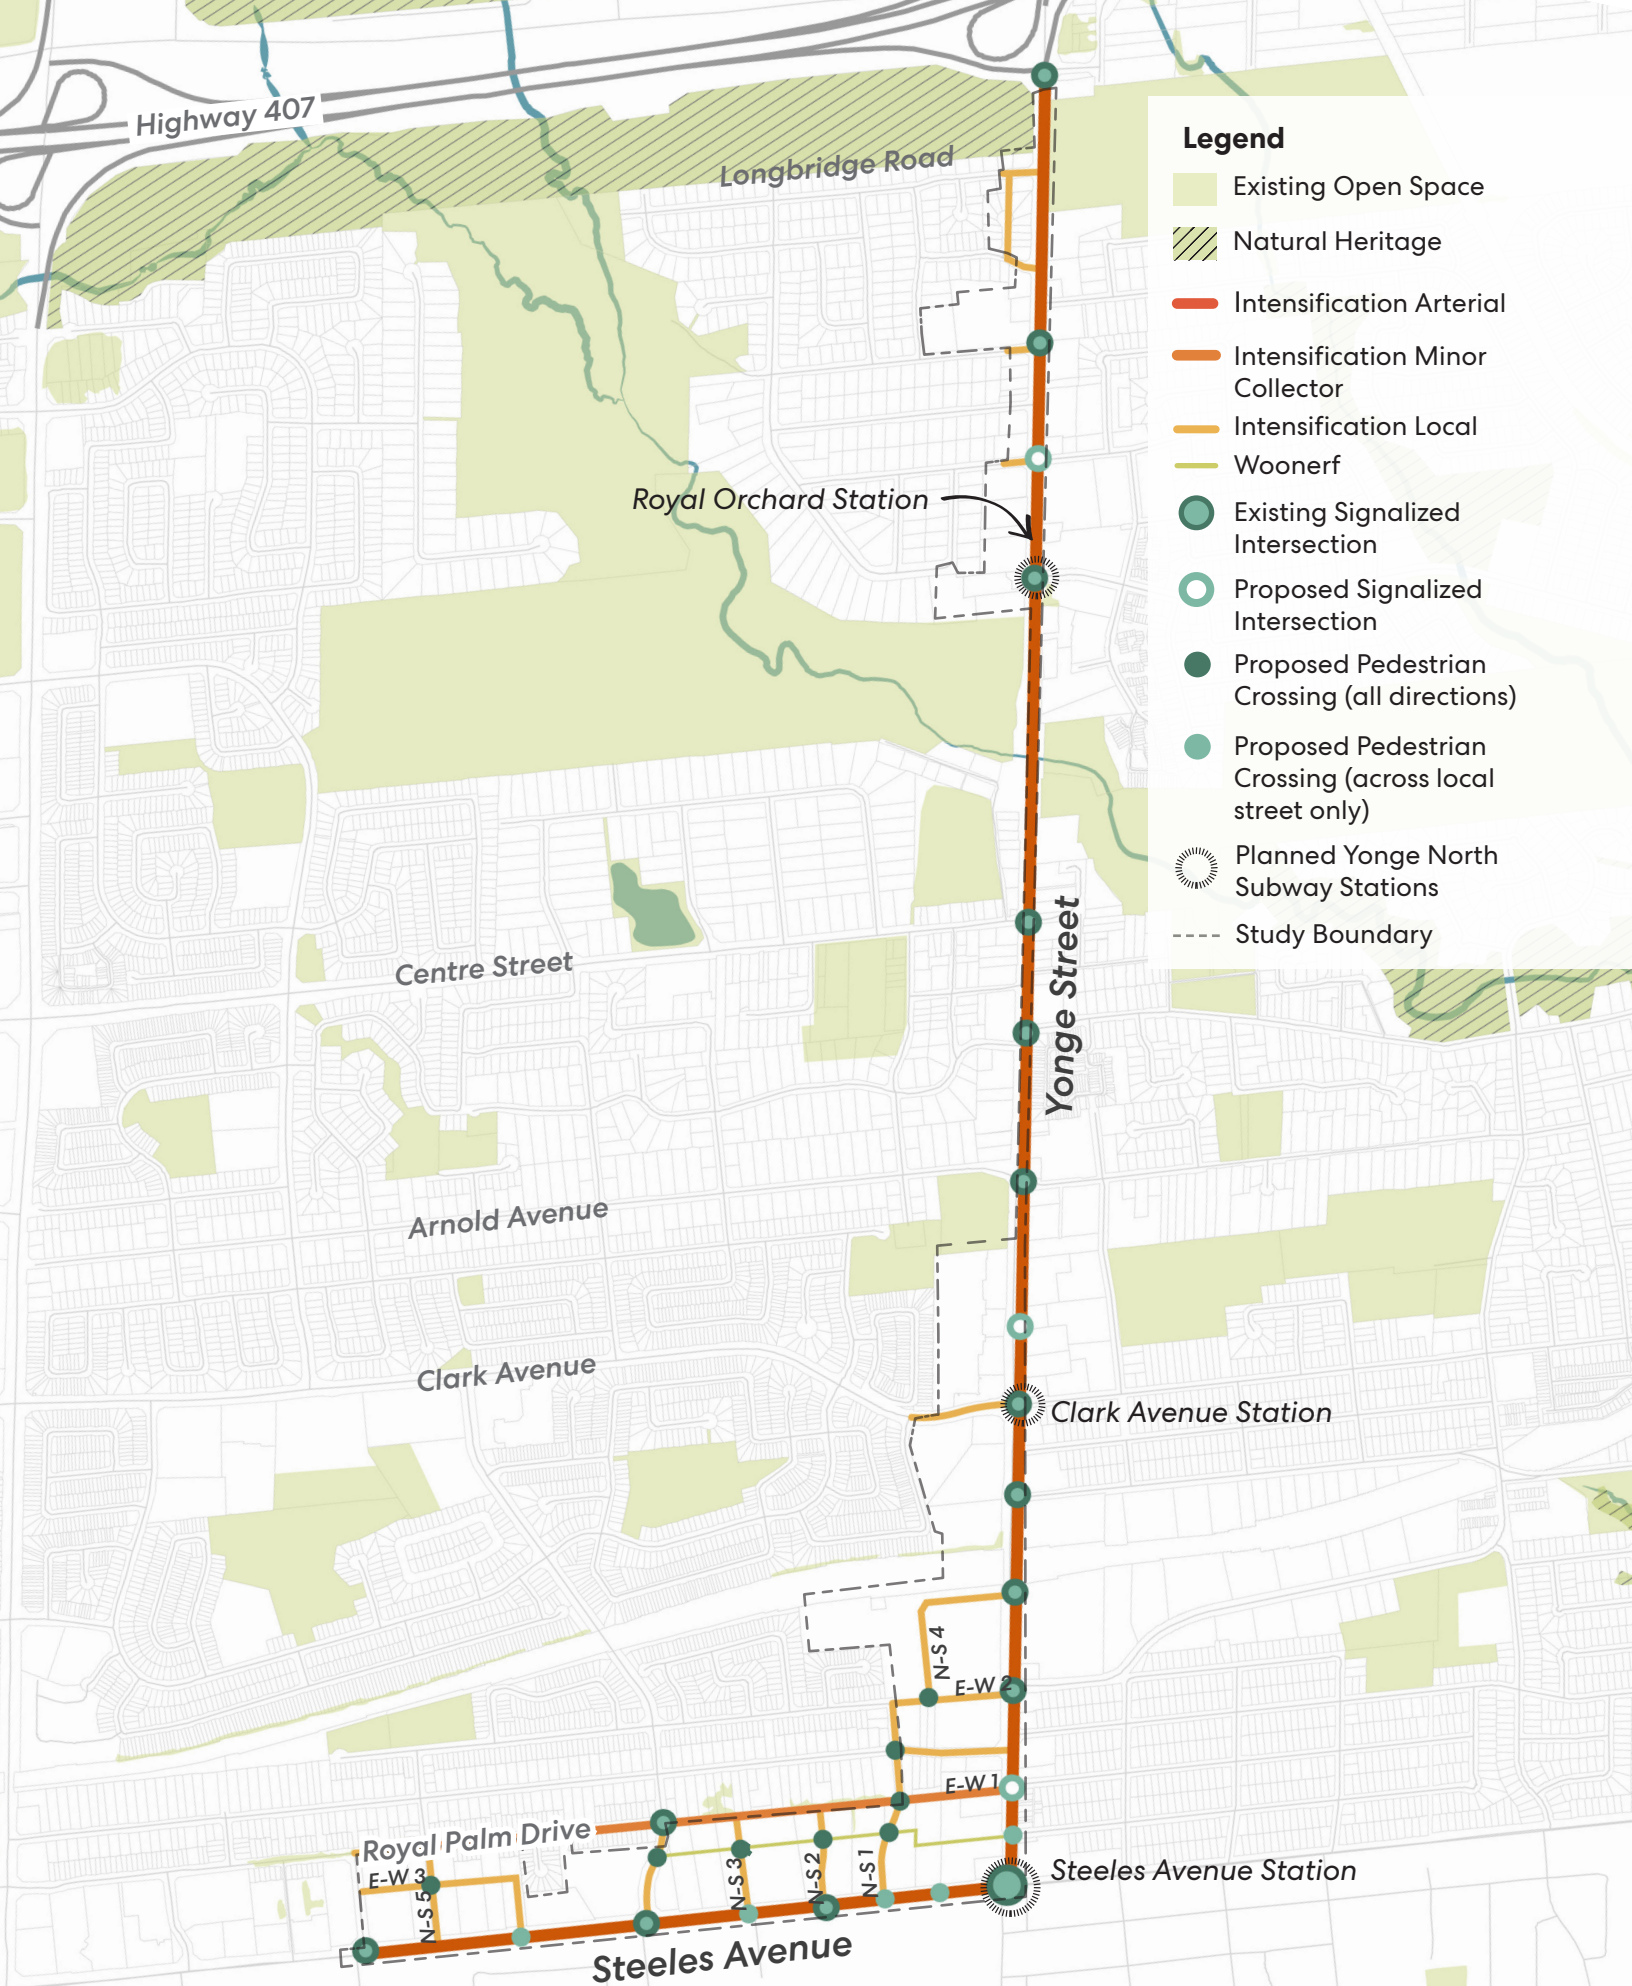 Highway 407
Longbridge Road
Legend
Existing Open Space
Natural Heritage
Intensification Arterial
Intensification Minor
Collector
Intensification Local
Woonerf
Existing Signalized
Intersection
Proposed Signalized
Intersection
Proposed Pedestrian
Crossing (all directions)
Proposed Pedestrian
Crossing (across local
street only)
Planned Yonge North
Subway Stations
Study Boundary
Royal Orchard Station
Yonge Street
Centre Street
Arnold Avenue
Clark Avenue
Clark Avenue Station
N-S 4
E-W 2
E-W 1
Royal Palm Drive
E-W 3
N-S 5
N-S 3
N-S 2
N-S 1
Steeles Avenue Station
Steeles Avenue